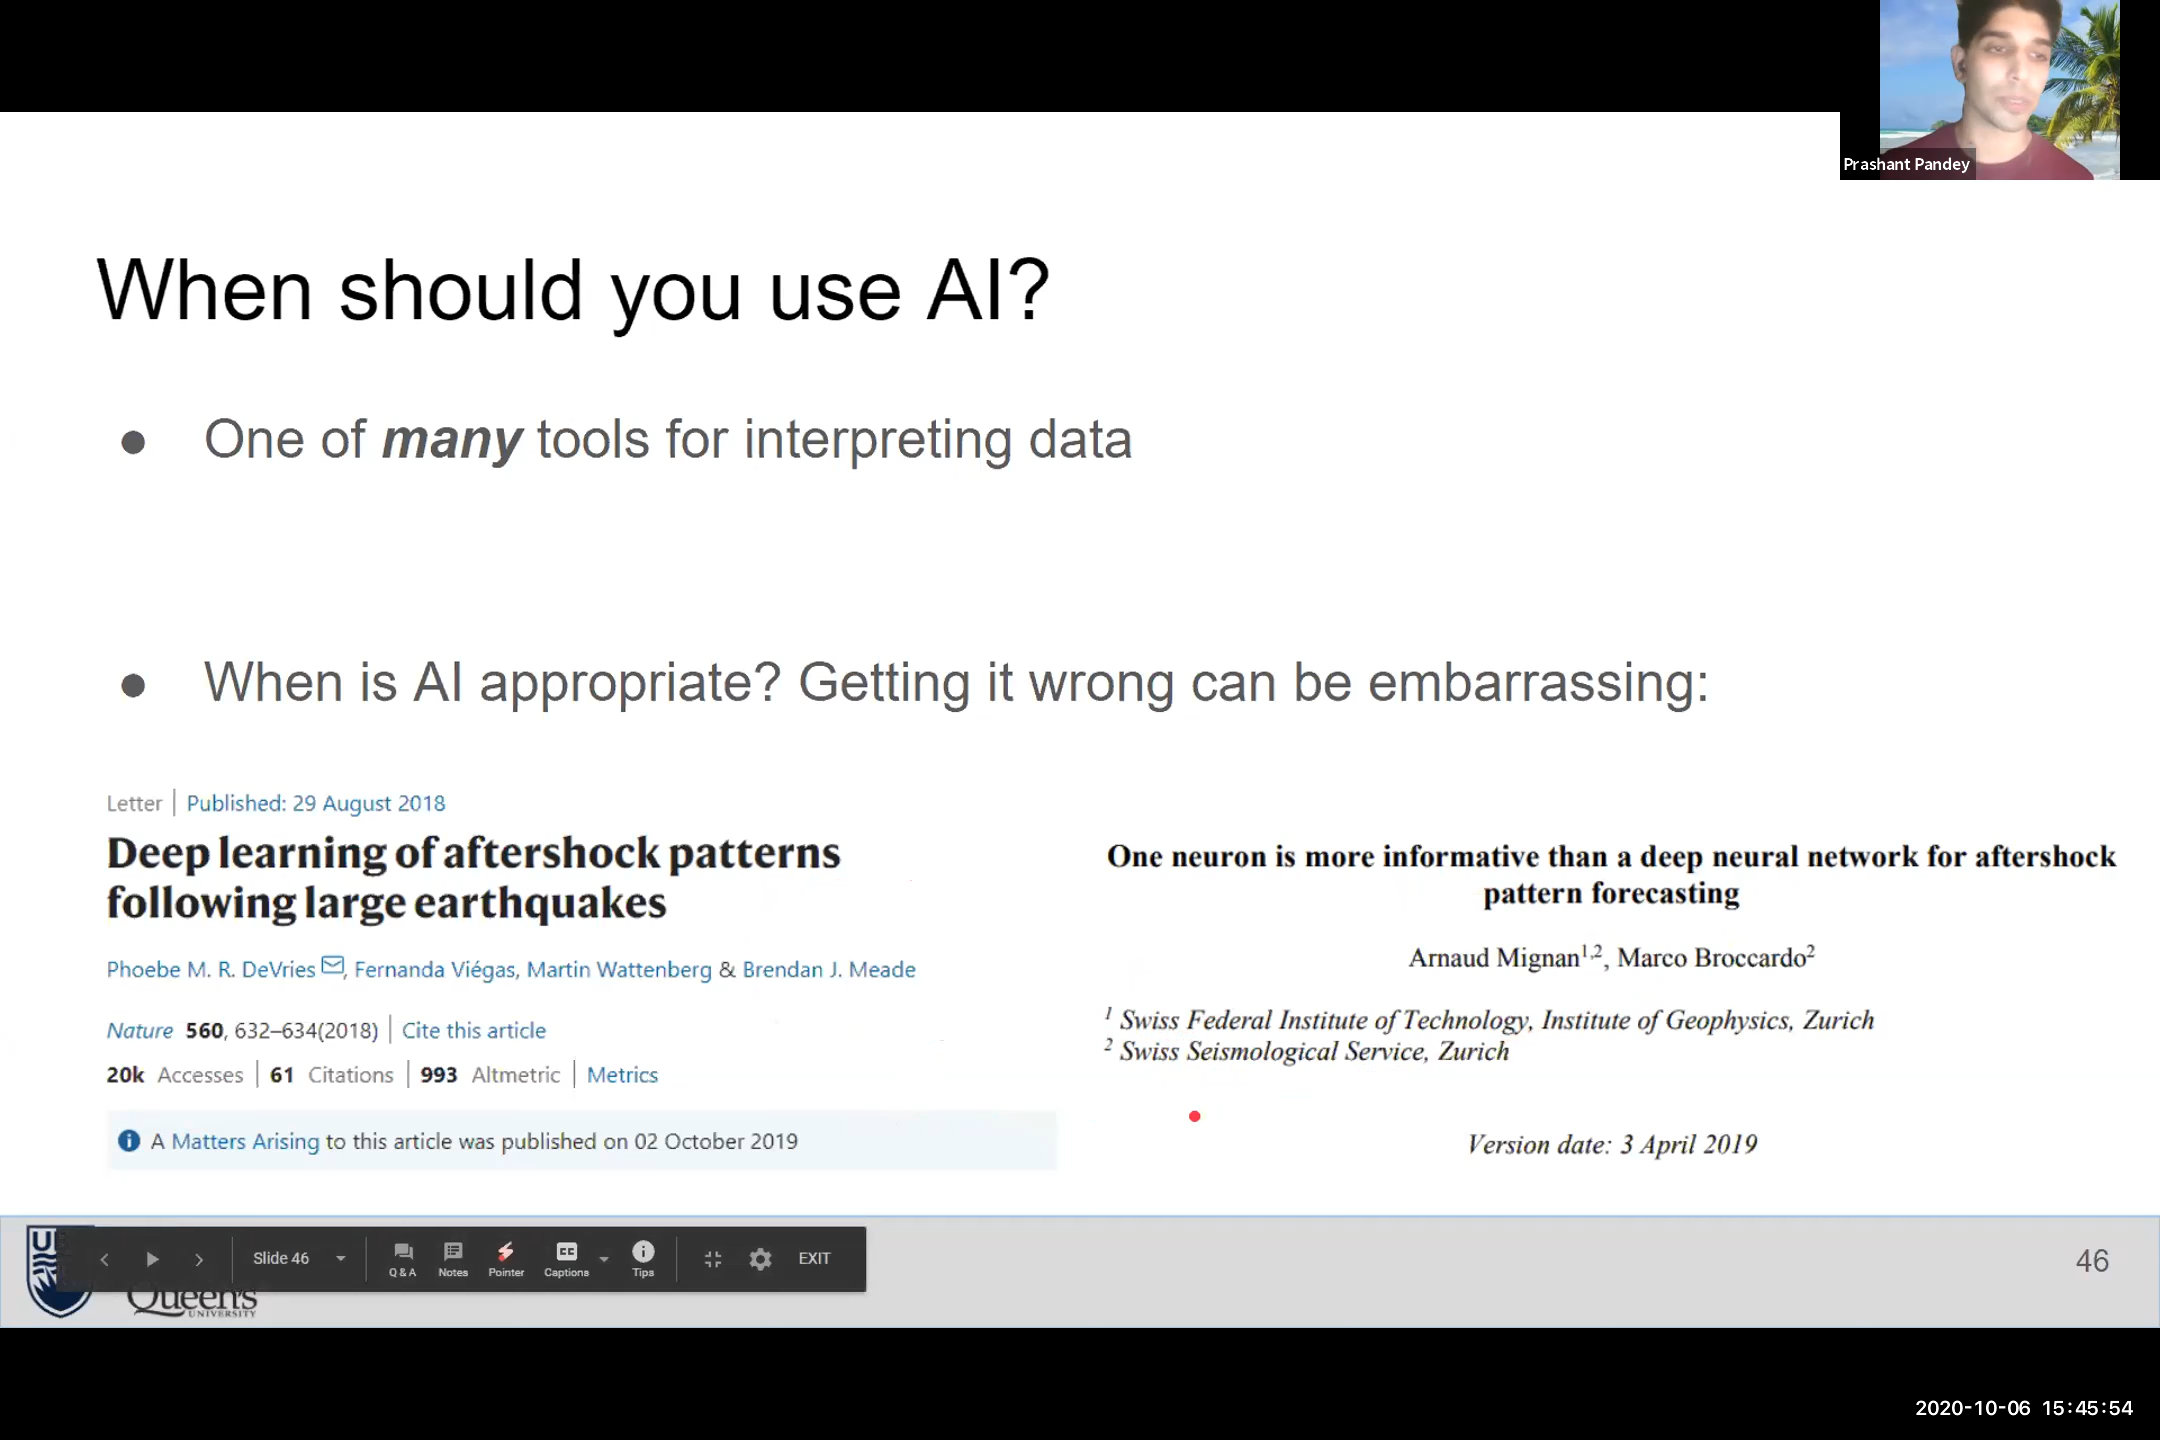 Prashant Pandey
When should you use AI?
● One of many tools for interpreting data
● When is AI appropriate? Getting it wrong can be embarrassing:
Letter | Published: 29 August 2018
Deep learning of aftershock patterns
following large earthquakes
Phoebe M. R. DeVries, Fernanda Viégas, Martin Wattenberg & Brendan J. Meade
Nature 560, 632–634(2018) | Cite this article
20k Accesses | 61 Citations | 993 Altmetric | Metrics
A Matters Arising to this article was published on 02 October 2019
One neuron is more informative than a deep neural network for aftershock
pattern forecasting
Arnaud Mignan1,2, Marco Broccardo2
1 Swiss Federal Institute of Technology, Institute of Geophysics, Zurich
2 Swiss Seismological Service, Zurich
Version date: 3 April 2019
Slide 46
Q & A
Notes
Pointer
CC
Captions
Tips
EXIT
Queen's
UNIVERSITY
46
2020-10-06 15:45:54